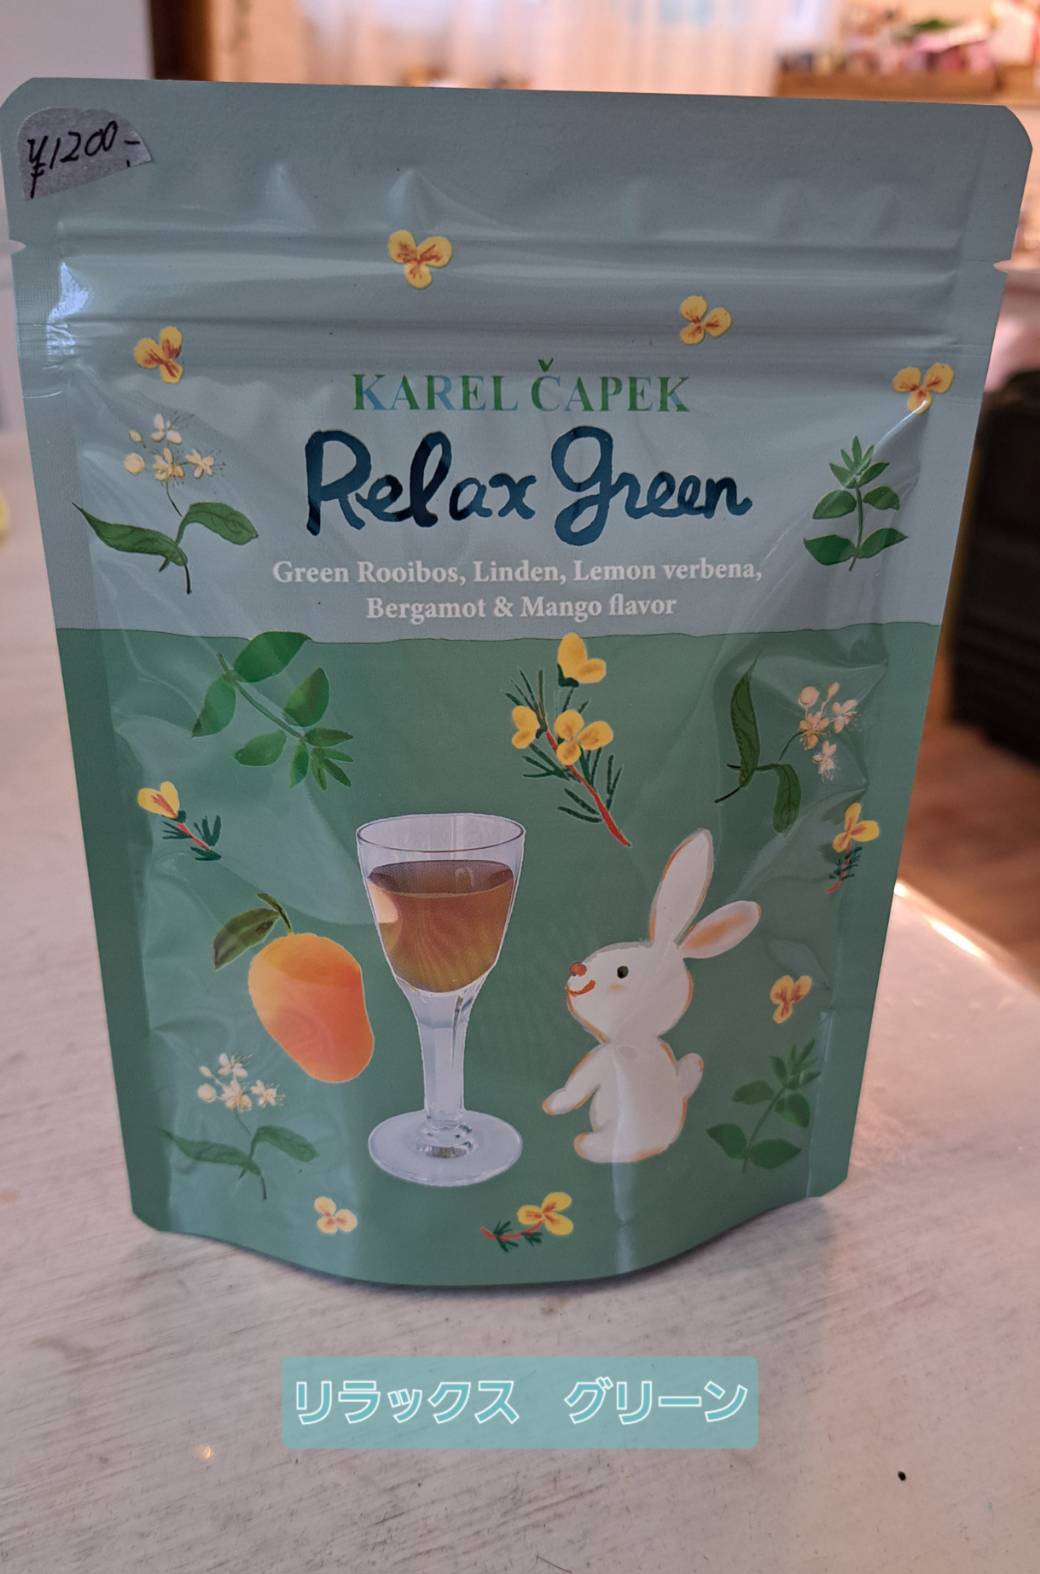 ¥1200-
KAREL ČAPEK
Relax Green
Green Rooibos, Linden, Lemon verbena,
Bergamot & Mango flavor
リラックス　グリーン